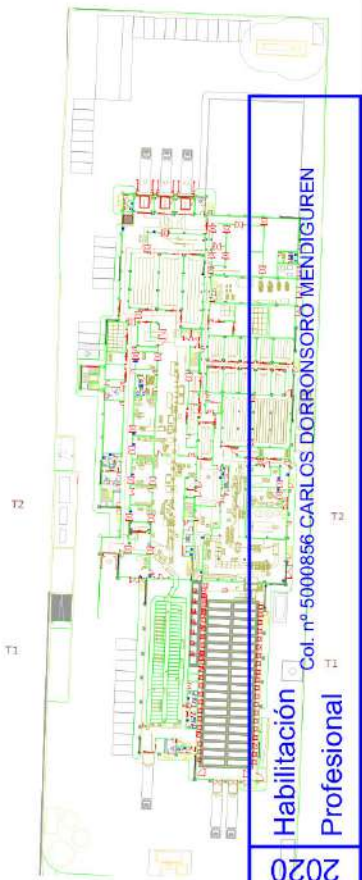 T2
T2
T1
T1
Habilitación
Col. nº 5000856 CARLOS DORRONSORO MENDIGUREN
Profesional
2020